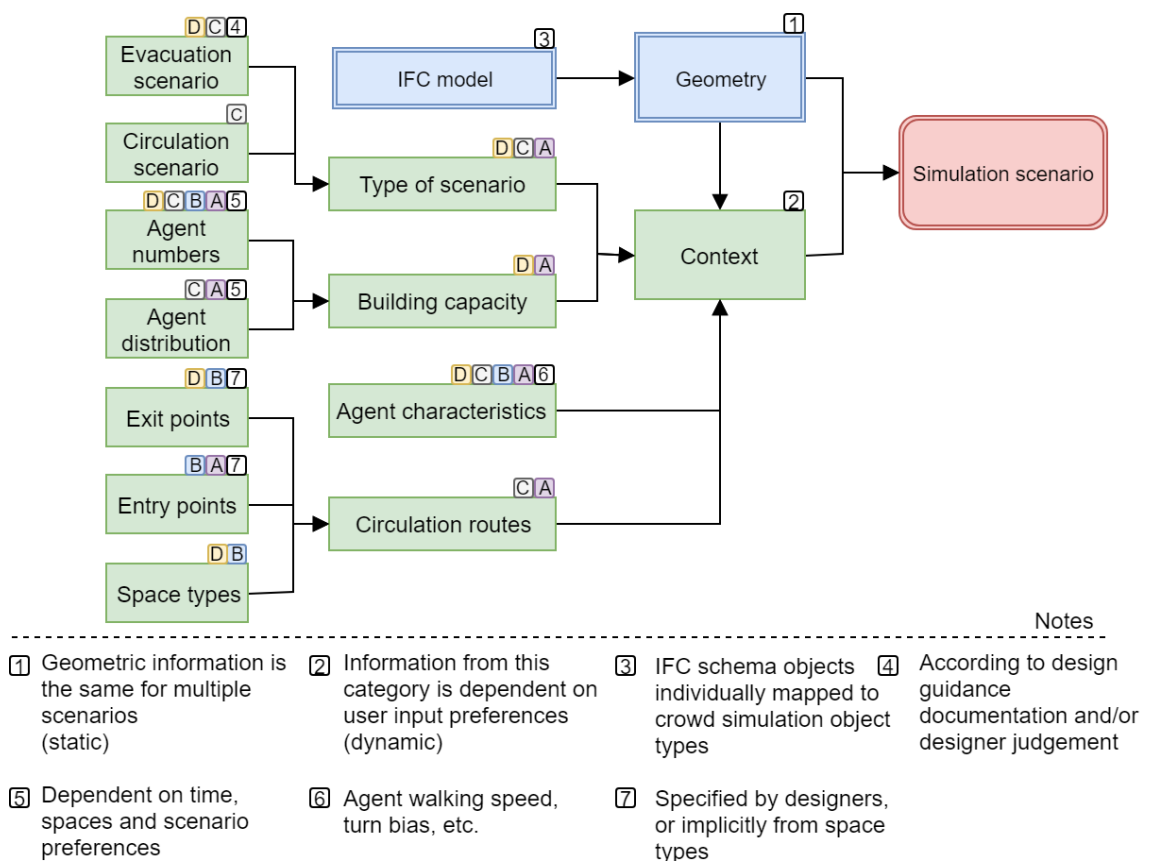 D C 4
Evacuation
scenario
C
Circulation
scenario
D C B A 5
Agent
numbers
C A 5
Agent
distribution
D B 7
Exit points
B A 7
Entry points
D B
Space types
3
IFC model
D C A
Type of scenario
D A
Building capacity
D C B A 6
Agent characteristics
C A
Circulation routes
1
Geometry
2
Context
Simulation scenario
Notes
1 Geometric information is
the same for multiple
scenarios
(static)
2 Information from this
category is dependent on
user input preferences
(dynamic)
3 IFC schema objects
individually mapped to
crowd simulation object
types
4 According to design
guidance
documentation and/or
designer judgement
5 Dependent on time,
spaces and scenario
preferences
6 Agent walking speed,
turn bias, etc.
7 Specified by designers,
or implicitly from space
types